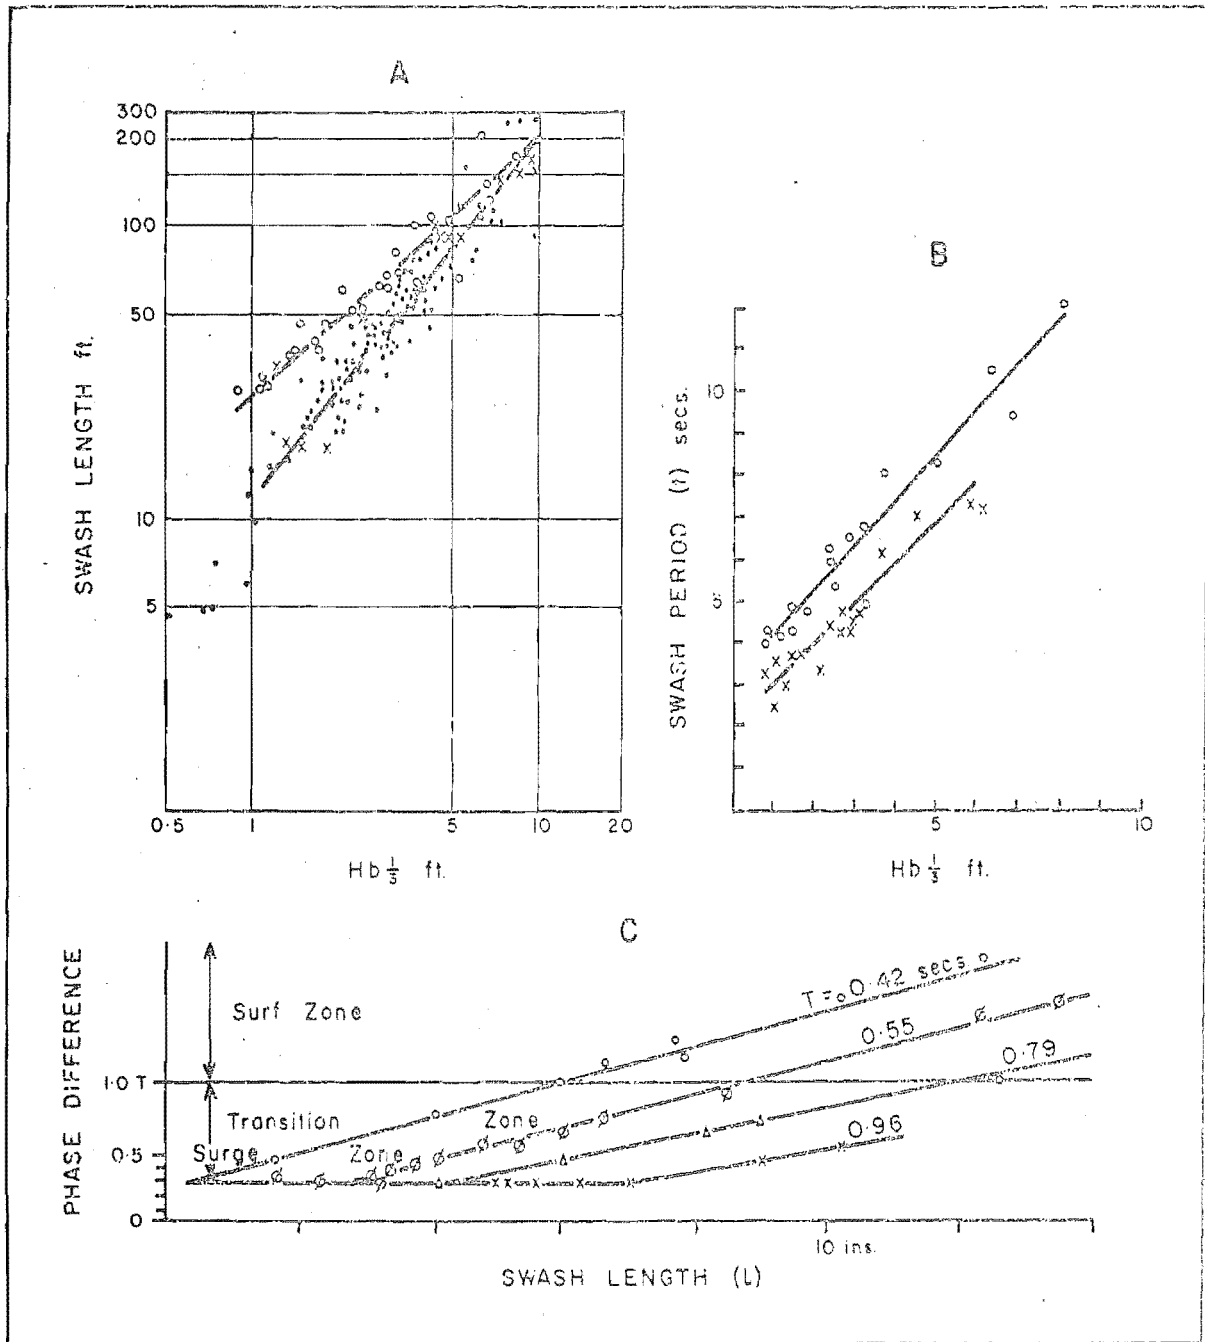 A
300
200
100
50
10
5
SWASH LENGTH ft.
0·5 1 5 10 20
Hb 1/3 ft.
B
10
5
SWASH PERIOD (t) secs.
5 10
Hb 1/3 ft.
C
PHASE DIFFERENCE
1·0 T
0·5
0
Surf Zone
Transition Zone
Surge Zone
T = 0·42 secs.
0·55
0·79
0·96
10 ins.
SWASH LENGTH (l)